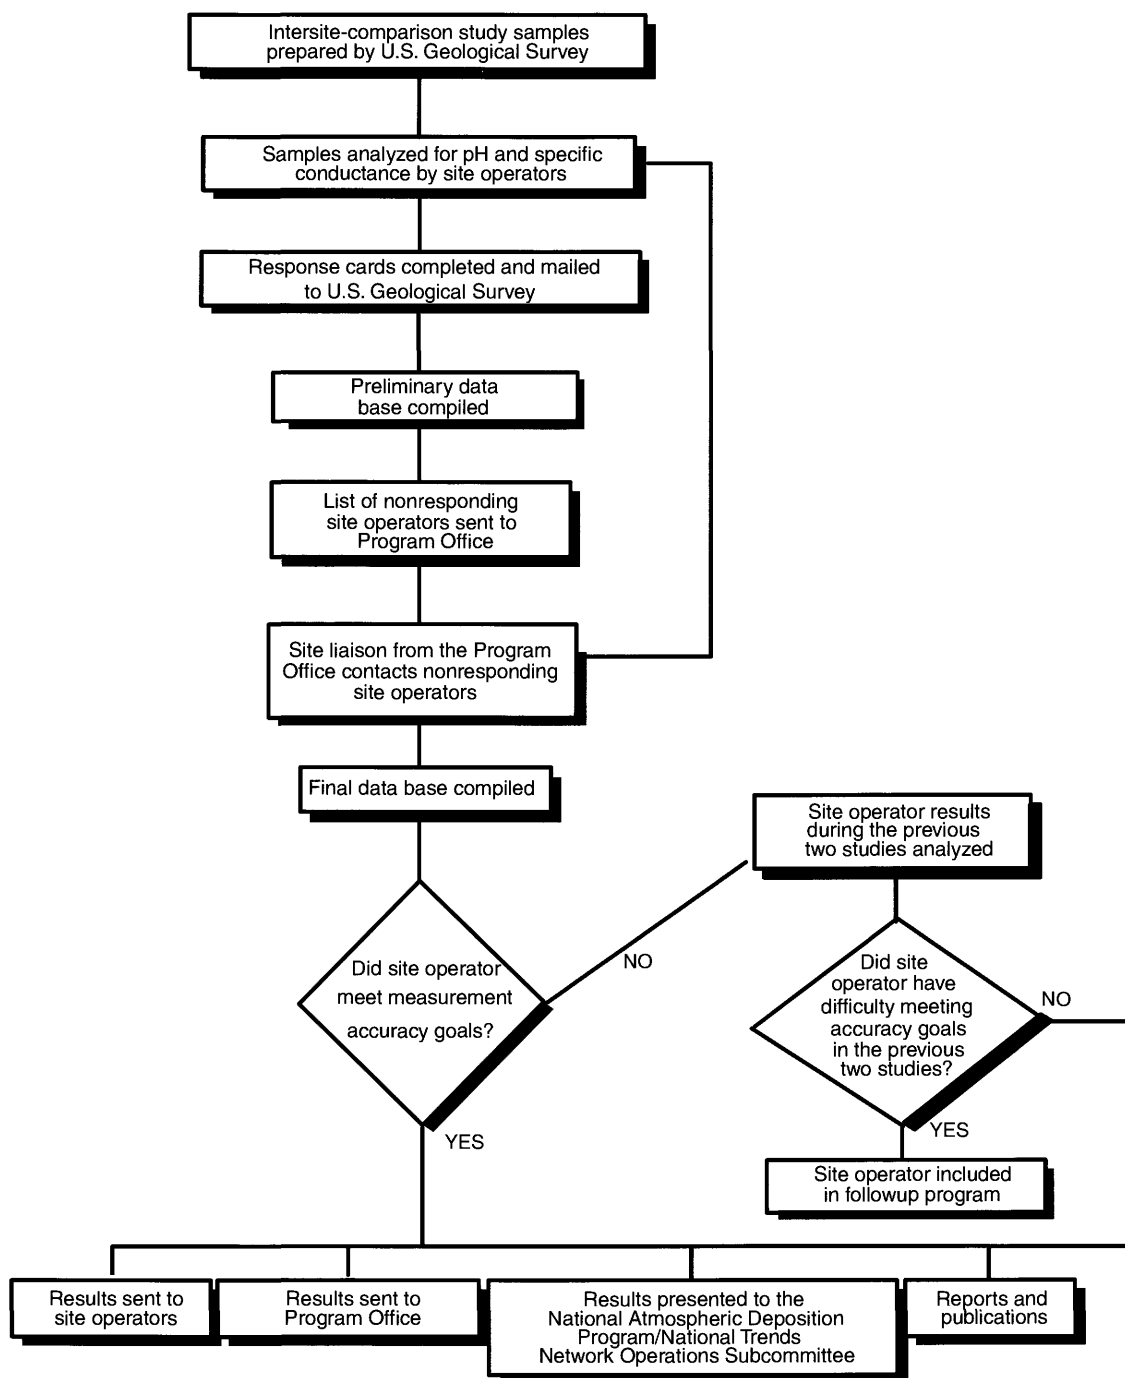 Intersite-comparison study samples
prepared by U.S. Geological Survey
Samples analyzed for pH and specific
conductance by site operators
Response cards completed and mailed
to U.S. Geological Survey
Preliminary data
base compiled
List of nonresponding
site operators sent to
Program Office
Site liaison from the Program
Office contacts nonresponding
site operators
Final data base compiled
Did site operator
meet measurement
accuracy goals?
NO
YES
Site operator results
during the previous
two studies analyzed
Did site
operator have
difficulty meeting
accuracy goals
in the previous
two studies?
NO
YES
Site operator included
in followup program
Results sent to
site operators
Results sent to
Program Office
Results presented to the
National Atmospheric Deposition
Program/National Trends
Network Operations Subcommittee
Reports and
publications